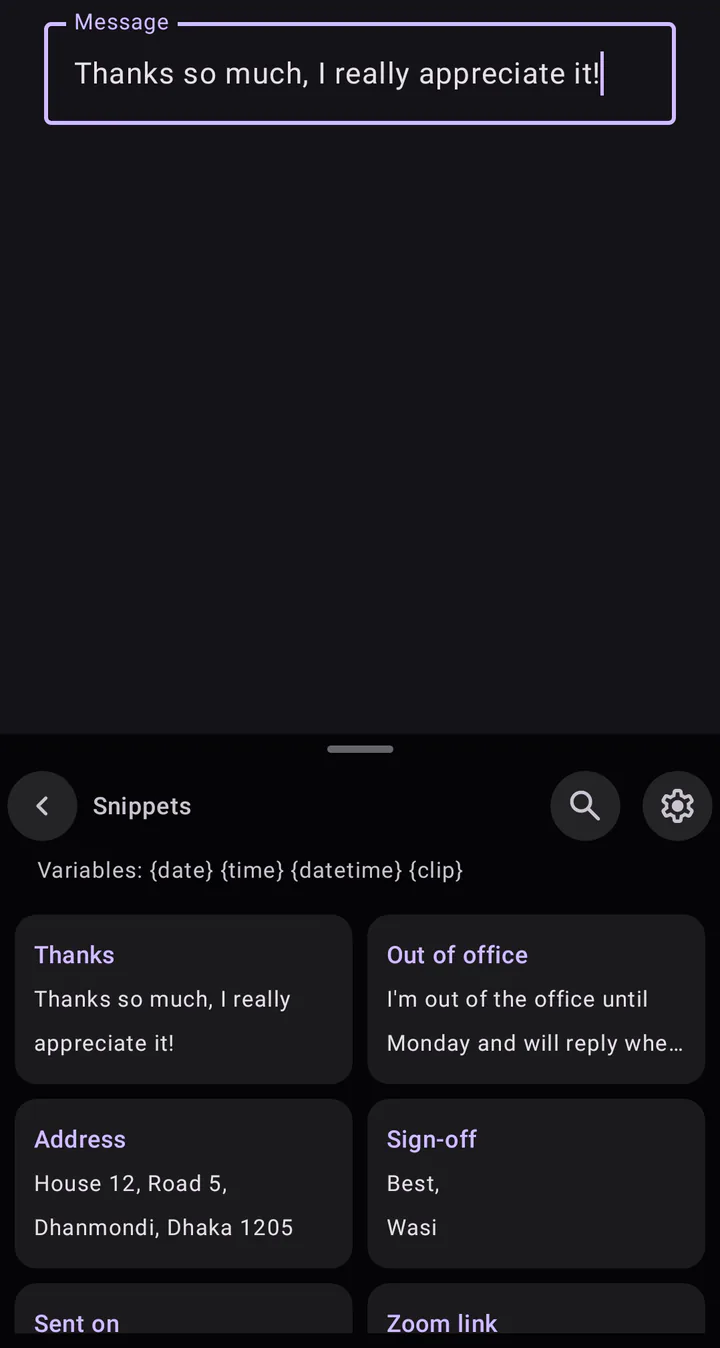 Message
Thanks so much, I really appreciate it!
Snippets
Variables: {date} {time} {datetime} {clip}
Thanks
Thanks so much, I really
appreciate it!
Out of office
I'm out of the office until
Monday and will reply whe…
Address
House 12, Road 5,
Dhanmondi, Dhaka 1205
Sign-off
Best,
Wasi
Sent on
Zoom link